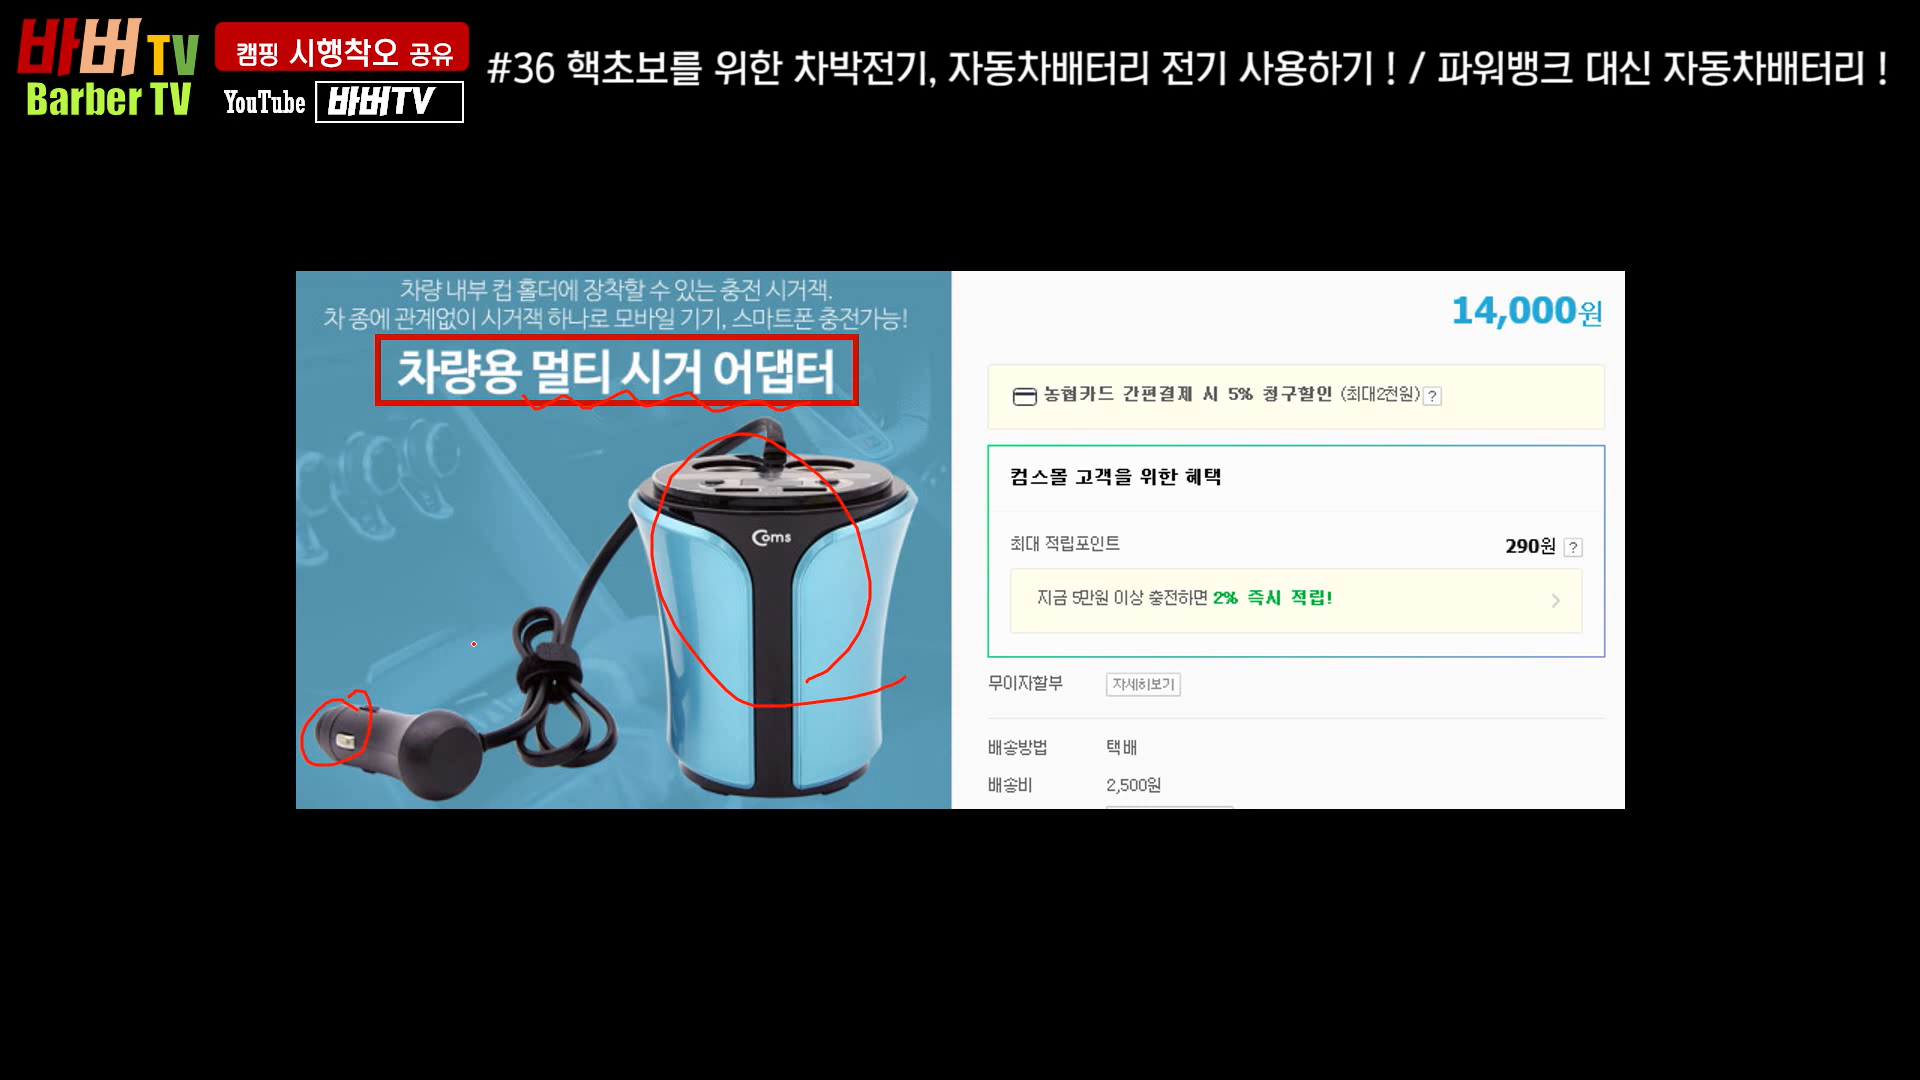 바버 TV
Barber TV
캠핑 시행착오 공유
YouTube 바버TV
#36 핵초보를 위한 차박전기, 자동차배터리 전기 사용하기 ! / 파워뱅크 대신 자동차배터리 !
차량 내부 컵 홀더에 장착할 수 있는 충전 시거잭.
차 종에 관계없이 시거잭 하나로 모바일 기기, 스마트폰 충전가능!
차량용 멀티 시거 어댑터
Coms
14,000원
농협카드 간편결제 시 5% 청구할인 (최대2천원) ?
컴스몰 고객을 위한 혜택
최대 적립포인트 290원 ?
지금 5만원 이상 충전하면 2% 즉시 적립!
무이자할부 자세히보기
배송방법 택배
배송비 2,500원